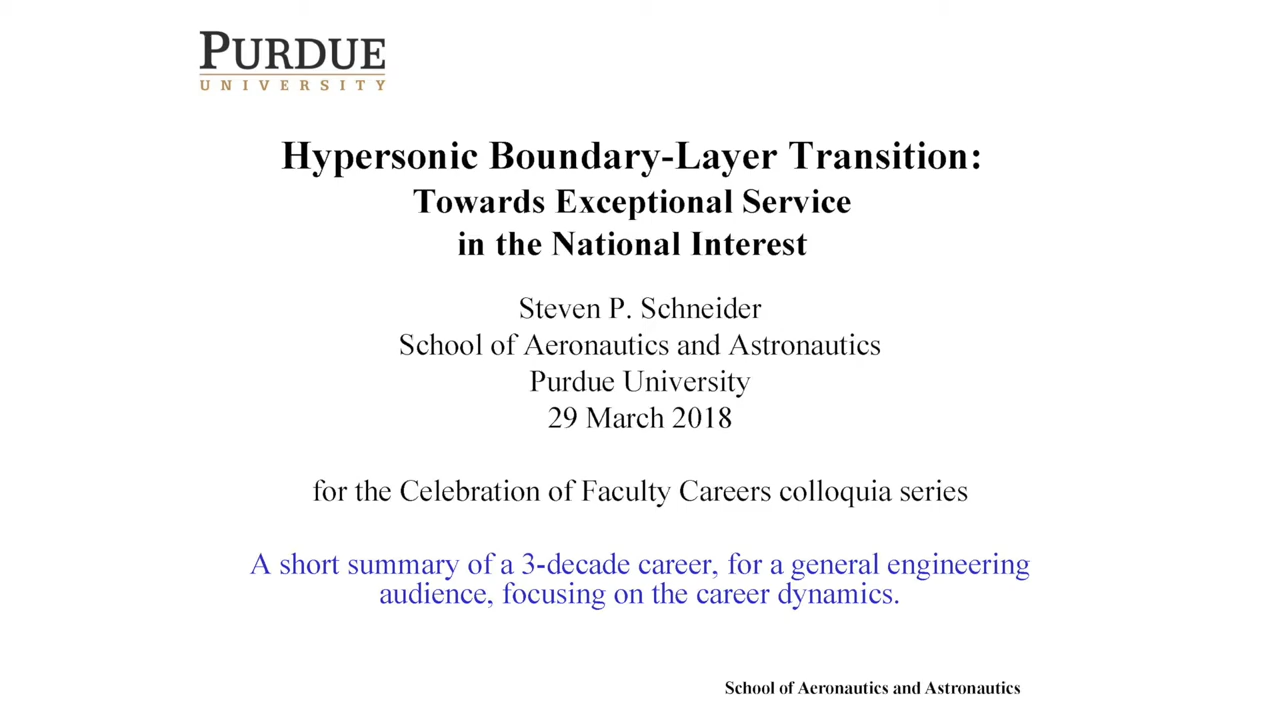 PURDUE
UNIVERSITY
Hypersonic Boundary-Layer Transition:
Towards Exceptional Service
in the National Interest
Steven P. Schneider
School of Aeronautics and Astronautics
Purdue University
29 March 2018
for the Celebration of Faculty Careers colloquia series
A short summary of a 3-decade career, for a general engineering
audience, focusing on the career dynamics.
School of Aeronautics and Astronautics